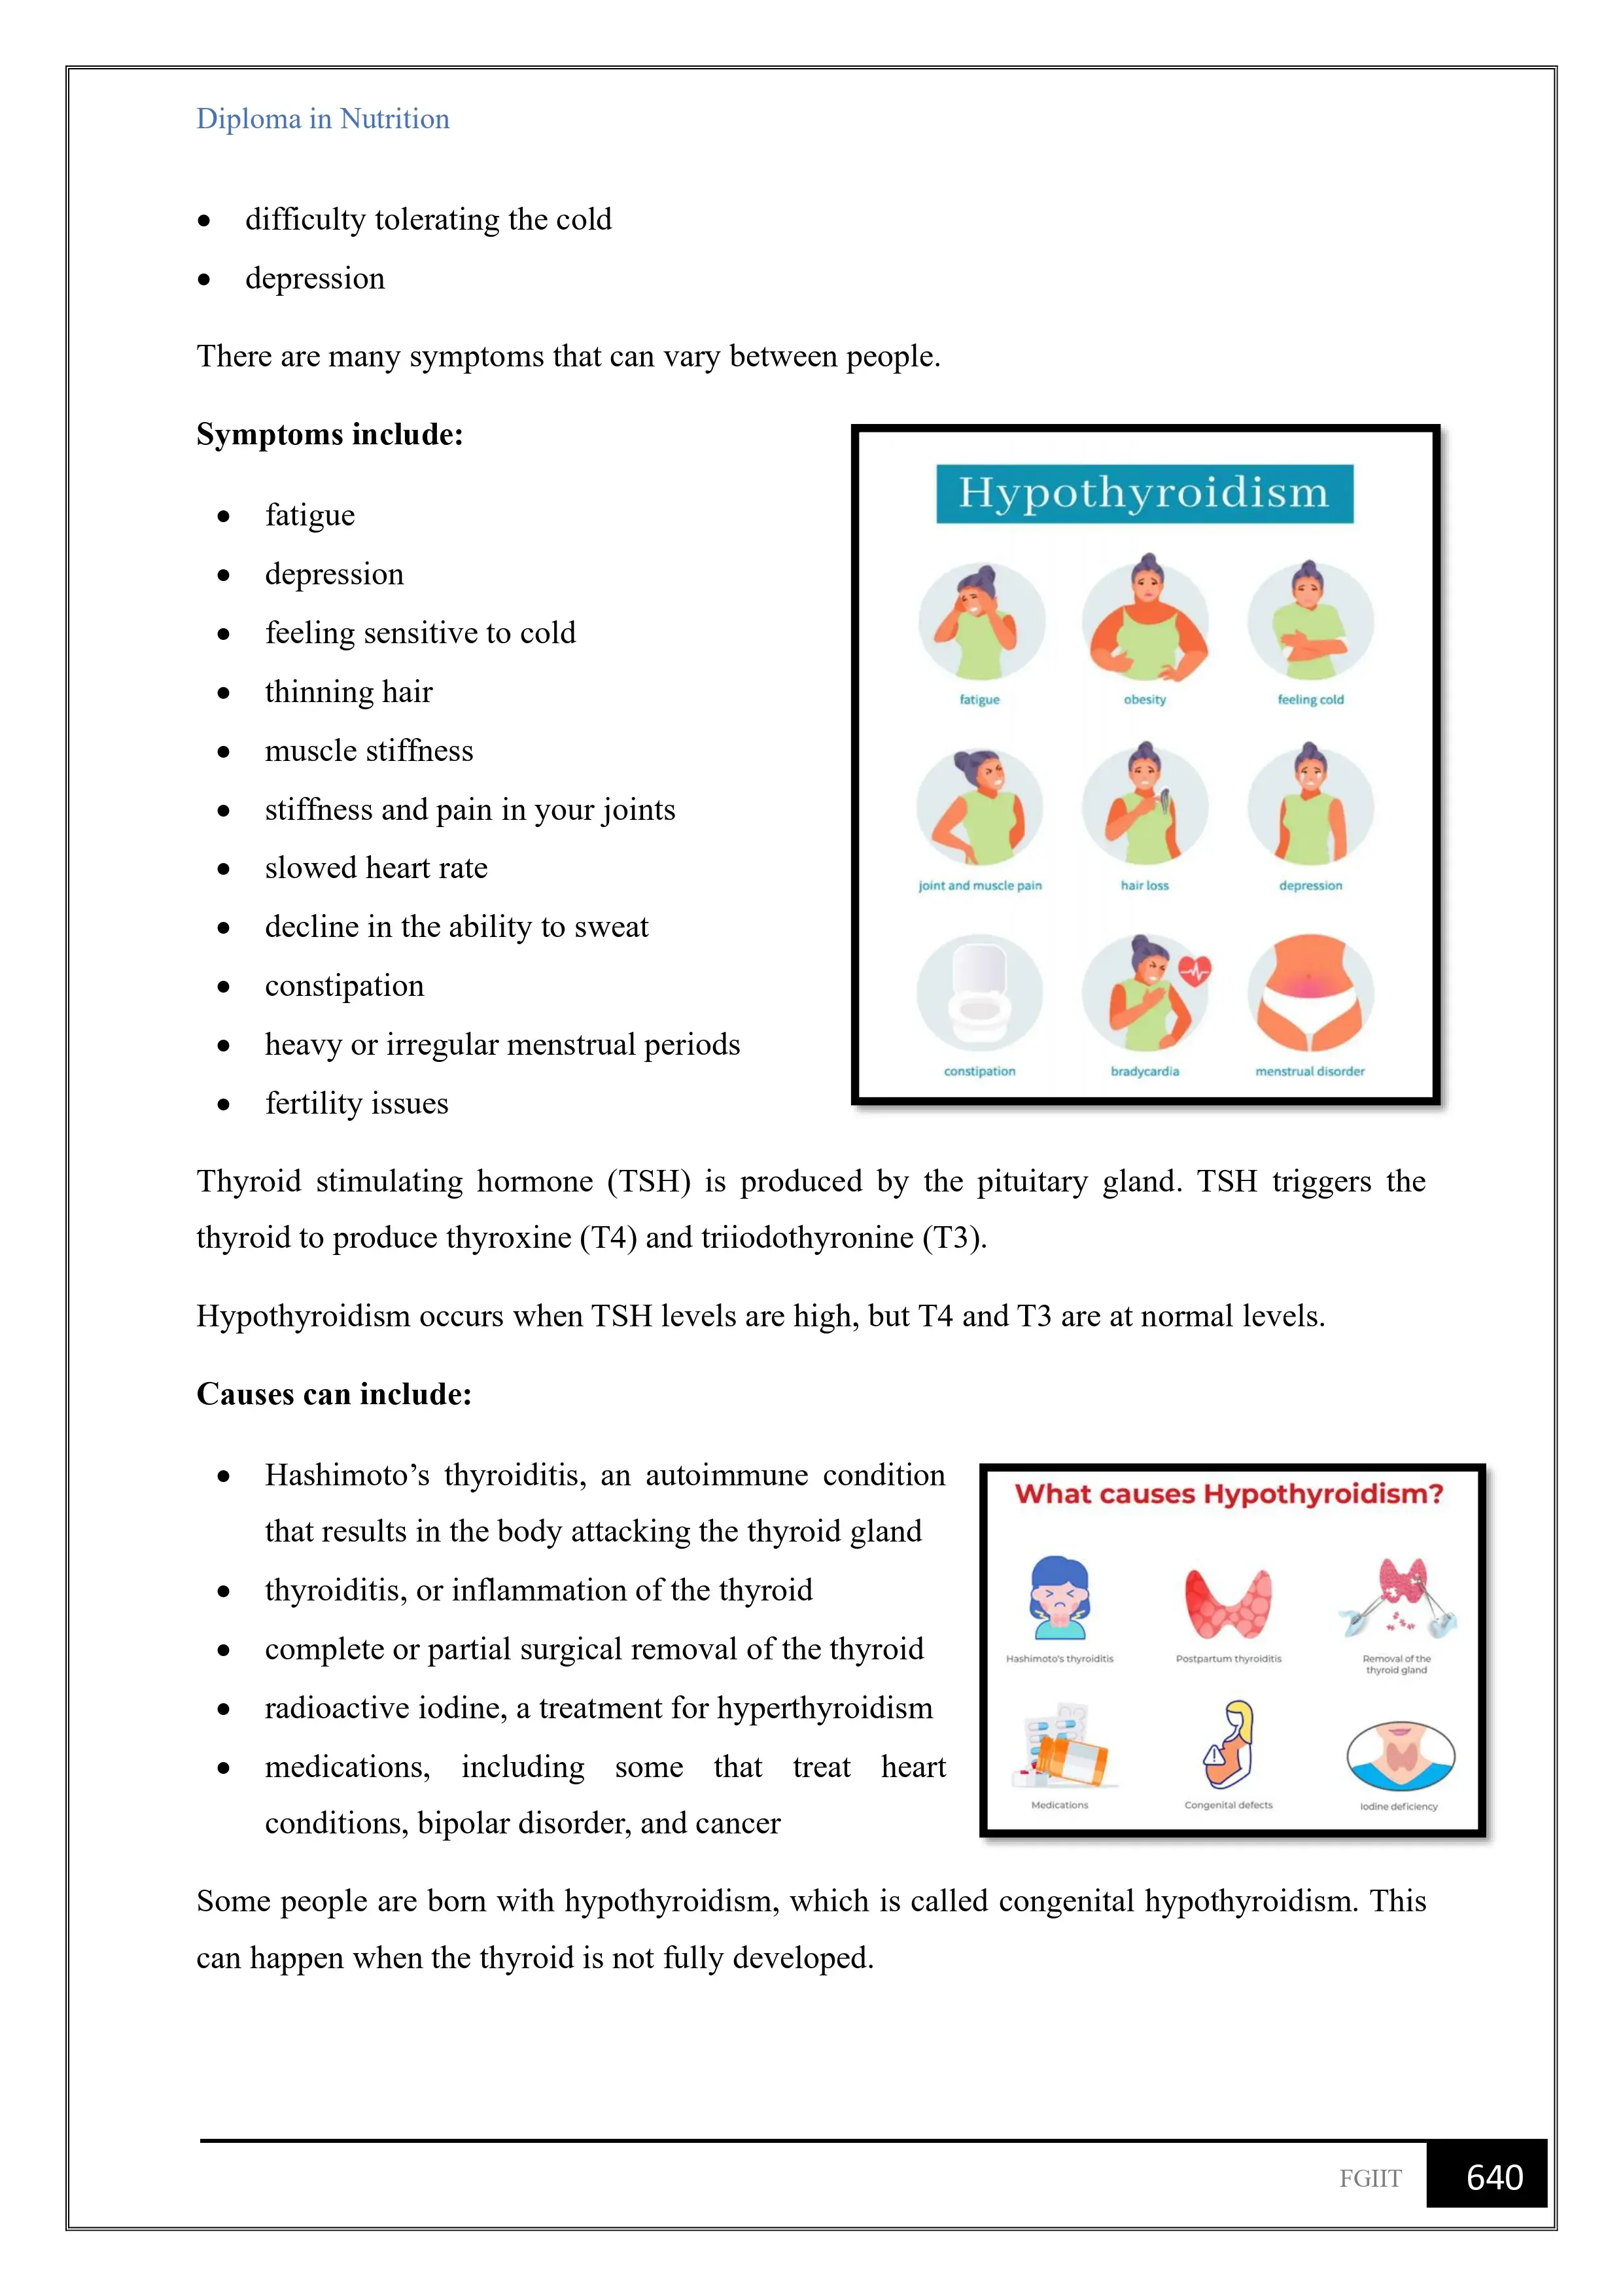 Diploma in Nutrition
• difficulty tolerating the cold
• depression
There are many symptoms that can vary between people.
Symptoms include:
• fatigue
• depression
• feeling sensitive to cold
• thinning hair
• muscle stiffness
• stiffness and pain in your joints
• slowed heart rate
• decline in the ability to sweat
• constipation
• heavy or irregular menstrual periods
• fertility issues
Hypothyroidism
fatigue
obesity
feeling cold
joint and muscle pain
hair loss
depression
constipation
bradycardia
menstrual disorder
Thyroid stimulating hormone (TSH) is produced by the pituitary gland. TSH triggers the
thyroid to produce thyroxine (T4) and triiodothyronine (T3).
Hypothyroidism occurs when TSH levels are high, but T4 and T3 are at normal levels.
Causes can include:
• Hashimoto’s thyroiditis, an autoimmune condition
that results in the body attacking the thyroid gland
• thyroiditis, or inflammation of the thyroid
• complete or partial surgical removal of the thyroid
• radioactive iodine, a treatment for hyperthyroidism
• medications, including some that treat heart
conditions, bipolar disorder, and cancer
What causes Hypothyroidism?
Hashimoto's thyroiditis
Postpartum thyroiditis
Removal of the
thyroid gland
Medications
Congenital defects
Iodine deficiency
Some people are born with hypothyroidism, which is called congenital hypothyroidism. This
can happen when the thyroid is not fully developed.
FGIIT
640